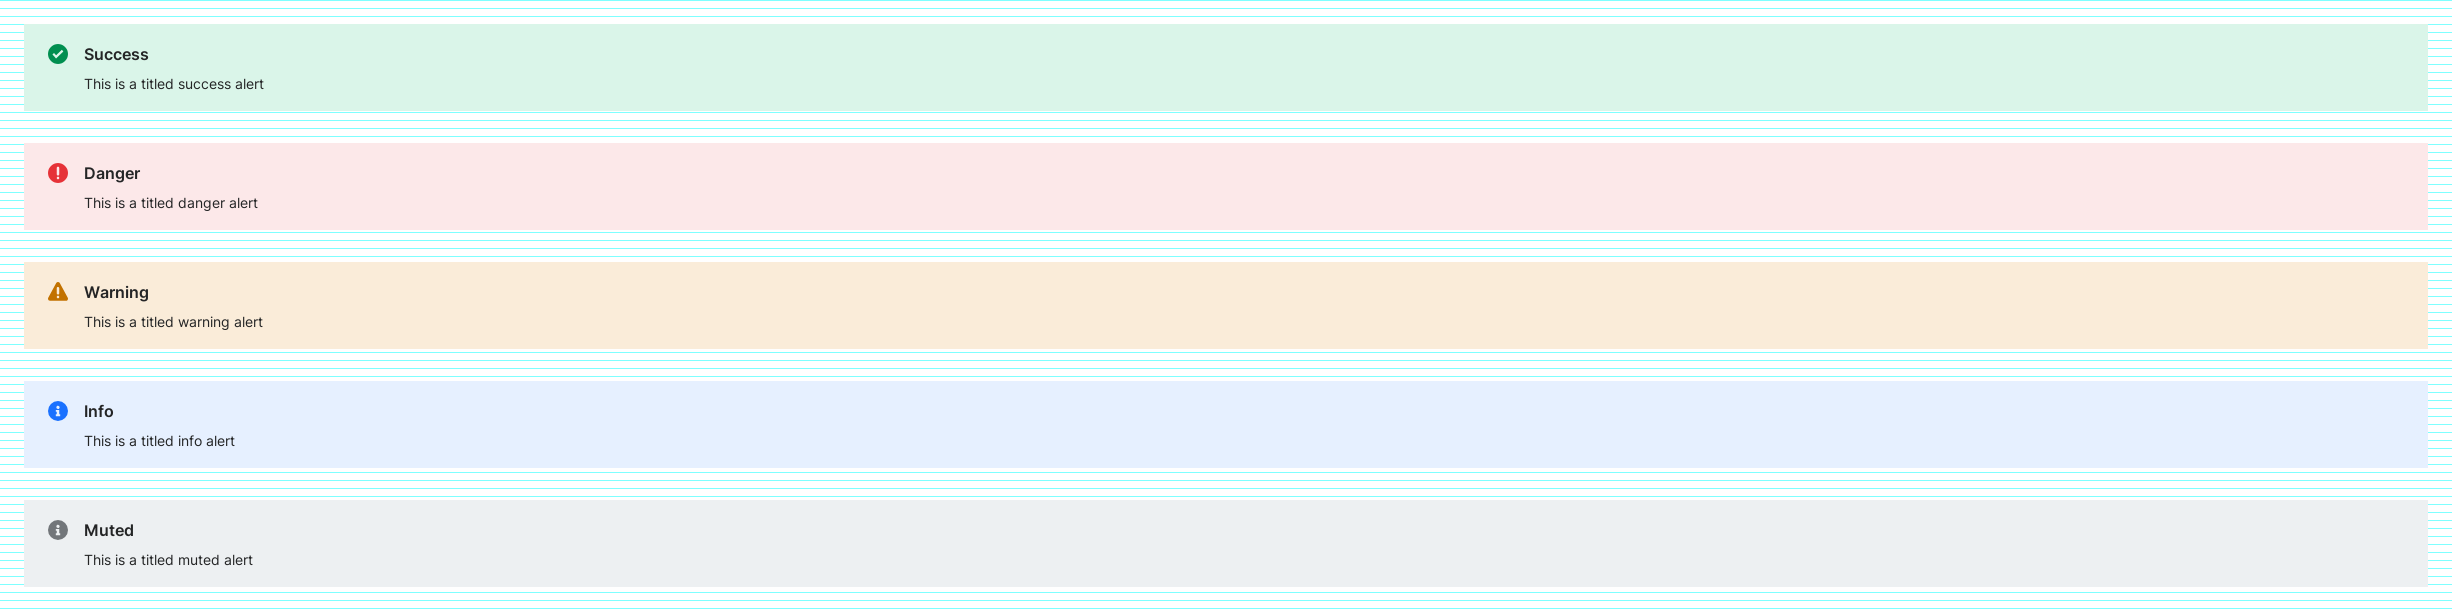 Success
This is a titled success alert
Danger
This is a titled danger alert
Warning
This is a titled warning alert
Info
This is a titled info alert
Muted
This is a titled muted alert